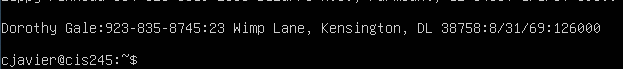 Dorothy Gale:923-835-8745:23 Wimp Lane, Kensington, DL 38758:8/31/69:126000
cjavier@cis245:~$